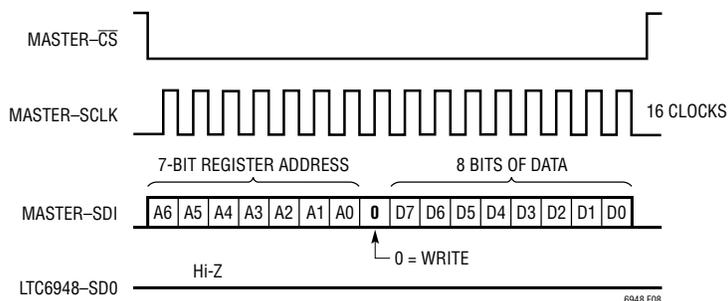 MASTER–CS
MASTER–SCLK
16 CLOCKS
7-BIT REGISTER ADDRESS 8 BITS OF DATA
MASTER–SDI A6 A5 A4 A3 A2 A1 A0 0 D7 D6 D5 D4 D3 D2 D1 D0
0 = WRITE
Hi-Z
LTC6948–SD0
6948 F08